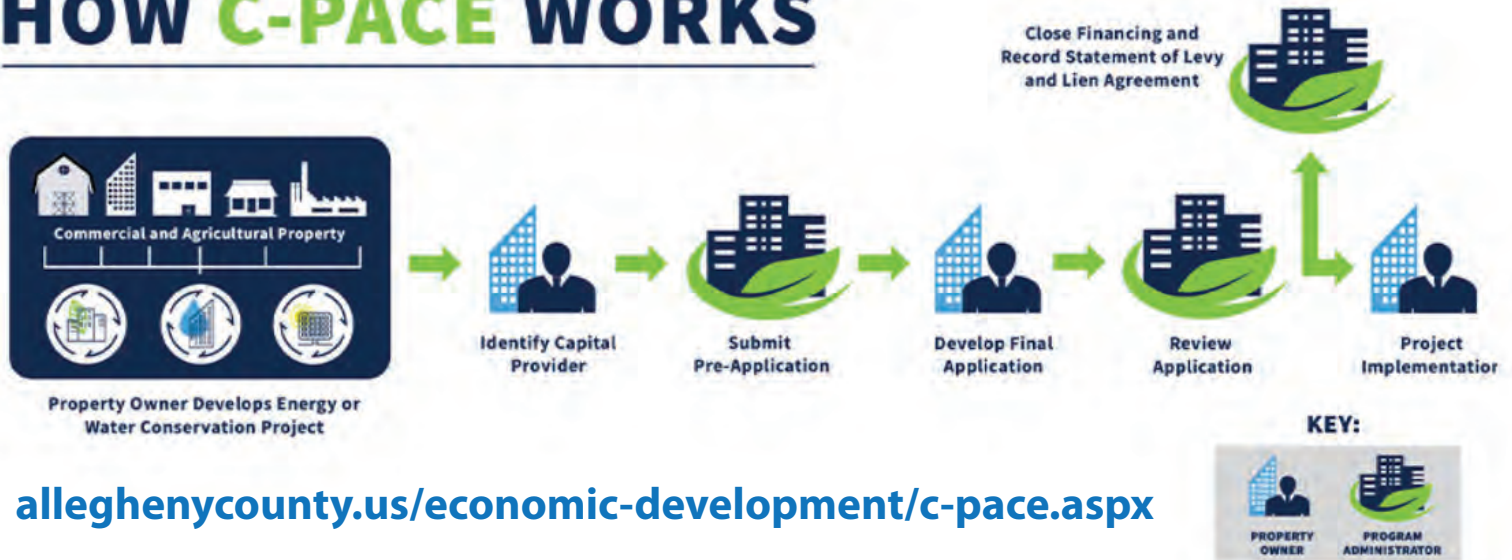 HOW C-PACE WORKS
Close Financing and
Record Statement of Levy
and Lien Agreement
Commercial and Agricultural Property
Property Owner Develops Energy or
Water Conservation Project
Identify Capital
Provider
Submit
Pre-Application
Develop Final
Application
Review
Application
Project
Implementation
KEY:
PROPERTY
OWNER
PROGRAM
ADMINISTRATOR
alleghenycounty.us/economic-development/c-pace.aspx